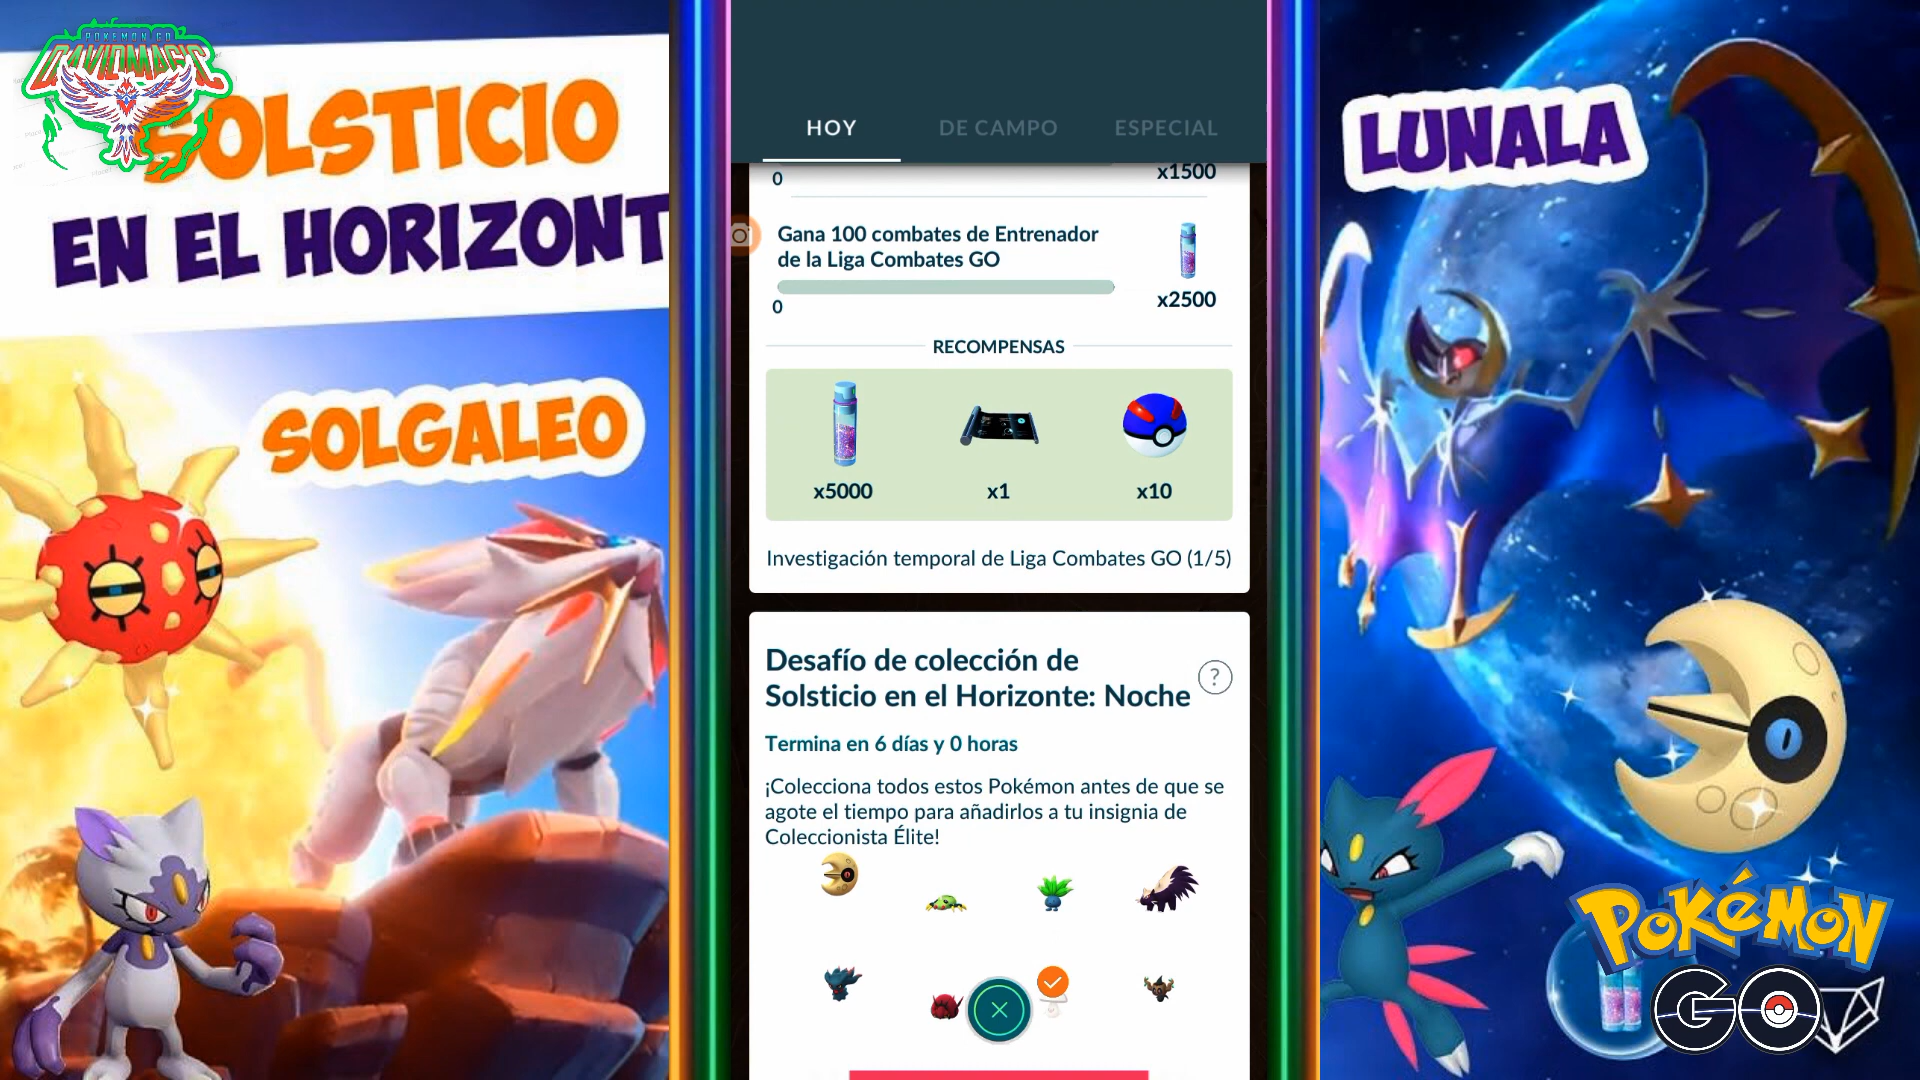 POKEMON GO
DAVIDMAGIC
SOLSTICIO
EN EL HORIZONT
SOLGALEO
HOY
DE CAMPO
ESPECIAL
0
x1500
Gana 100 combates de Entrenador
de la Liga Combates GO
0
x2500
RECOMPENSAS
x5000
x1
x10
Investigación temporal de Liga Combates GO (1/5)
Desafío de colección de
Solsticio en el Horizonte: Noche
?
Termina en 6 días y 0 horas
¡Colecciona todos estos Pokémon antes de que se
agote el tiempo para añadirlos a tu insignia de
Coleccionista Élite!
LUNALA
POKéMON
GO